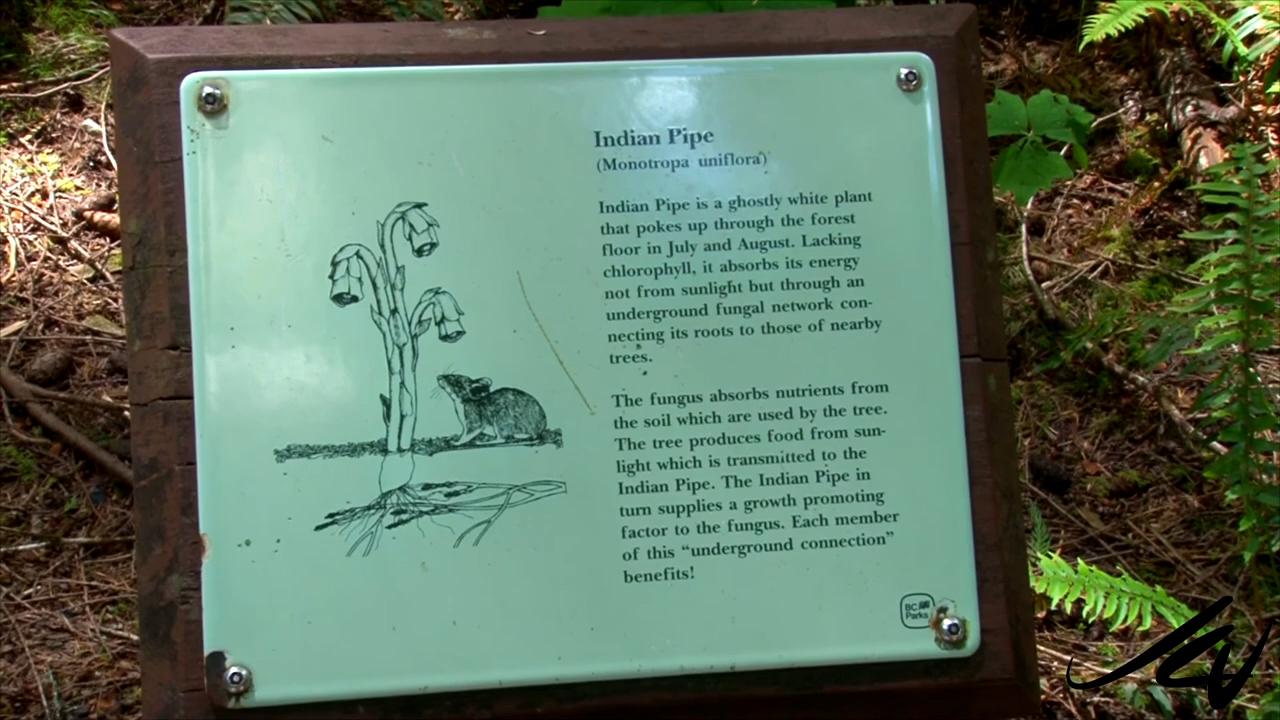 Indian Pipe
(Monotropa uniflora)
Indian Pipe is a ghostly white plant
that pokes up through the forest
floor in July and August. Lacking
chlorophyll, it absorbs its energy
not from sunlight but through an
underground fungal network con-
necting its roots to those of nearby
trees.
The fungus absorbs nutrients from
the soil which are used by the tree.
The tree produces food from sun-
light which is transmitted to the
Indian Pipe. The Indian Pipe in
turn supplies a growth promoting
factor to the fungus. Each member
of this “underground connection”
benefits!
BC
Parks